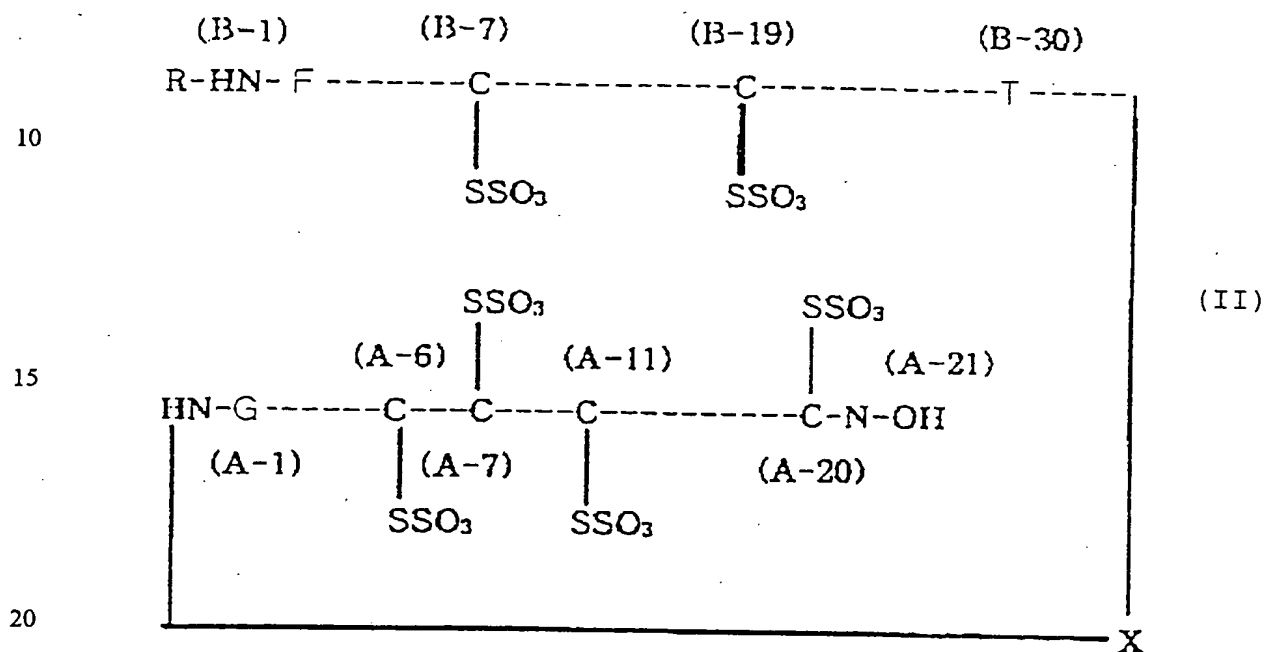 (B-1) (B-7) (B-19) (B-30)
R-HN-F-------C-----------C-----------T------
10
SSO₃ SSO₃
SSO₃ SSO₃ (II)
(A-6) (A-11) (A-21)
15
HN-G------C---C----C---------C-N-OH
(A-1) (A-7) (A-20)
SSO₃ SSO₃
20
X